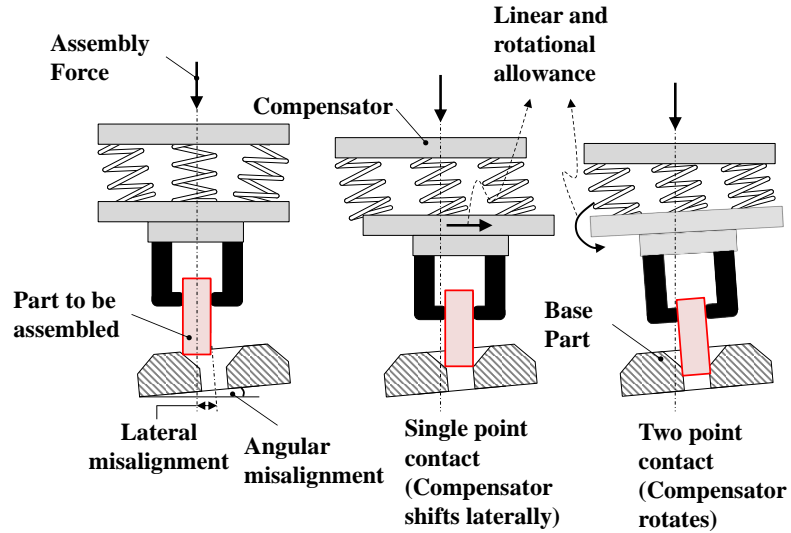 Assembly
Force
Compensator
Linear and
rotational
allowance
Part to be
assembled
Base
Part
Lateral
misalignment
Angular
misalignment
Single point
contact
(Compensator
shifts laterally)
Two point
contact
(Compensator
rotates)